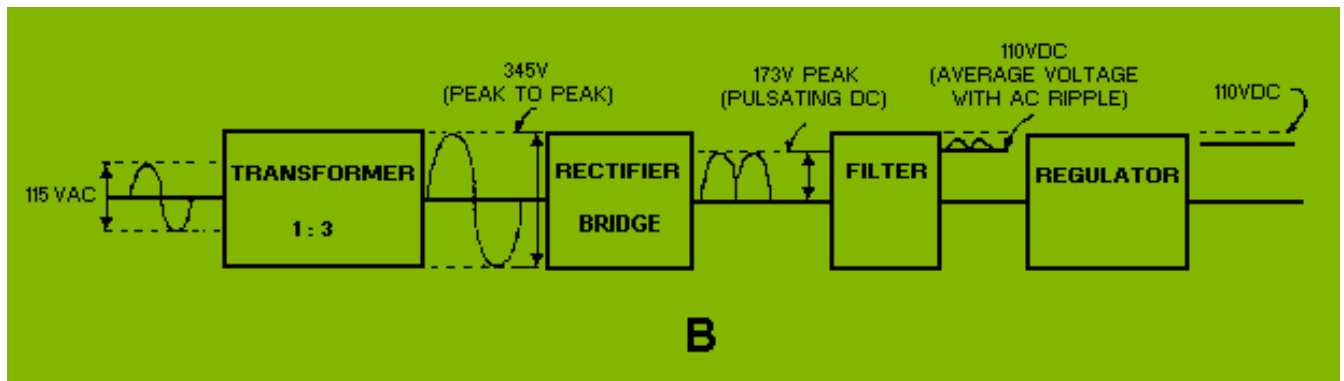 345V
(PEAK TO PEAK)
173V PEAK
(PULSATING DC)
110VDC
(AVERAGE VOLTAGE
WITH AC RIPPLE)
110VDC
115 VAC
TRANSFORMER
1 : 3
RECTIFIER
BRIDGE
FILTER
REGULATOR
B